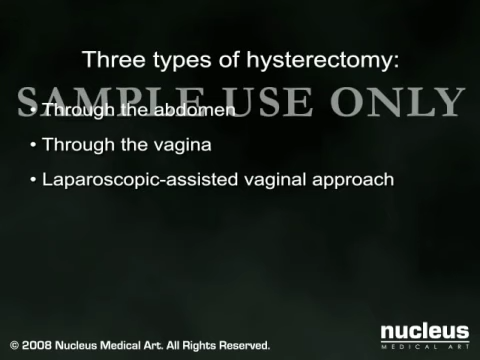 Three types of hysterectomy:
SAMPLE USE ONLY
• Through the abdomen
• Through the vagina
• Laparoscopic-assisted vaginal approach
nucleus
MEDICAL ART
© 2008 Nucleus Medical Art. All Rights Reserved.